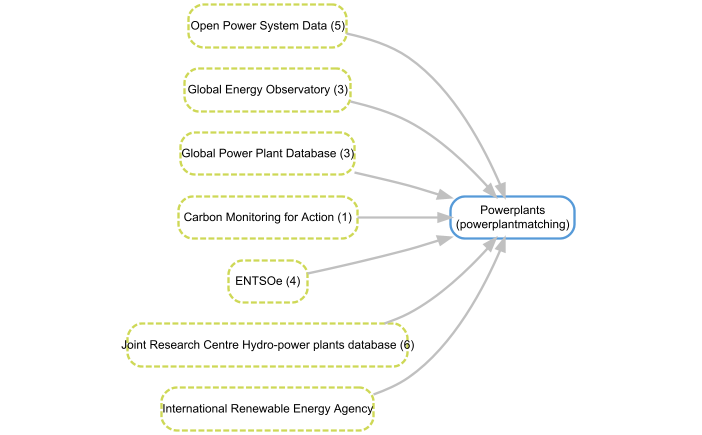 Open Power System Data (5)
Global Energy Observatory (3)
Global Power Plant Database (3)
Carbon Monitoring for Action (1)
Powerplants
(powerplantmatching)
ENTSOe (4)
Joint Research Centre Hydro-power plants database (6)
International Renewable Energy Agency